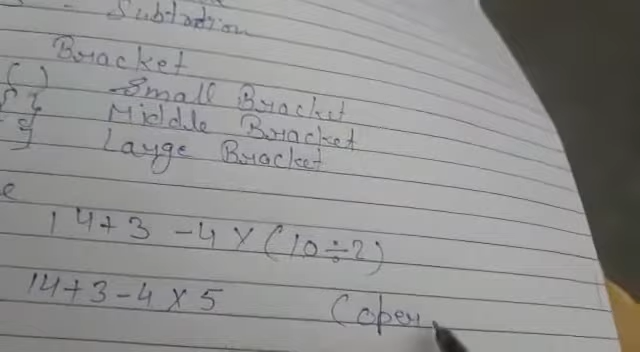 - Subtraction
Bracket
( ) Small Bracket
{ } Middle Bracket
] Large Bracket
14+3 -4×(10÷2)
14+3-4×5 (oper